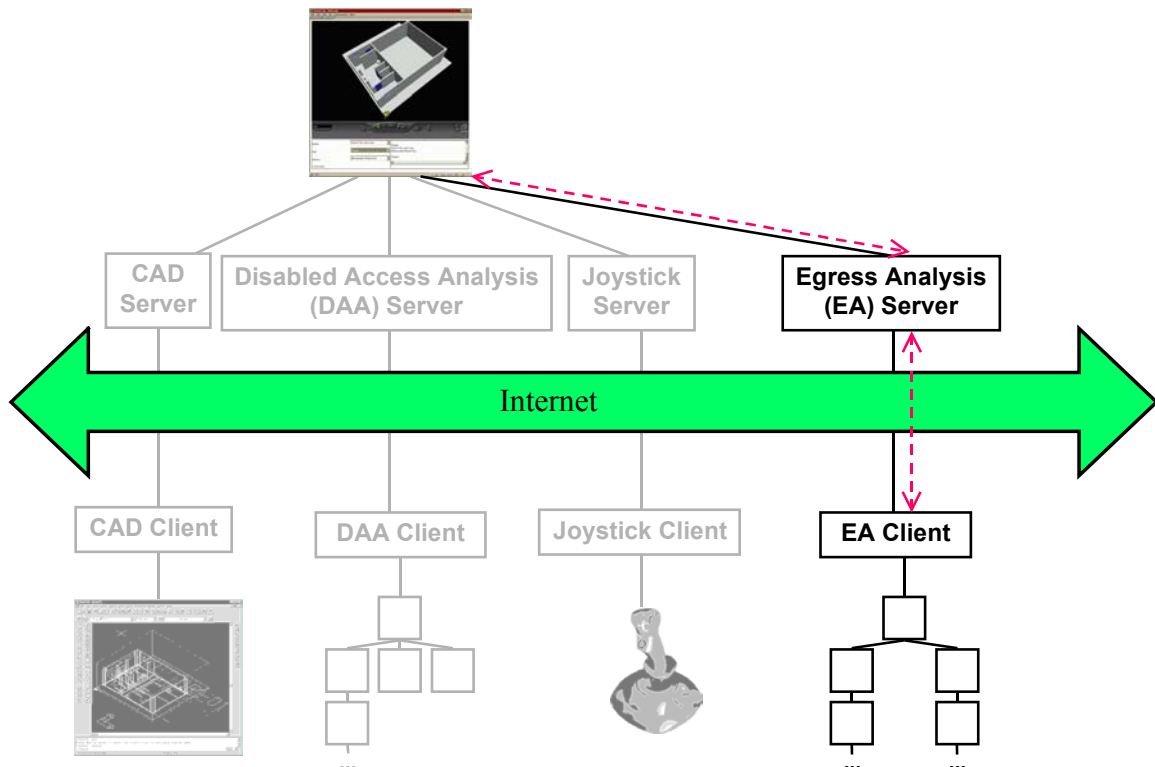 CAD
Server
Disabled Access Analysis
(DAA) Server
Joystick
Server
Egress Analysis
(EA) Server
Internet
CAD Client
DAA Client
Joystick Client
EA Client
...
...
...